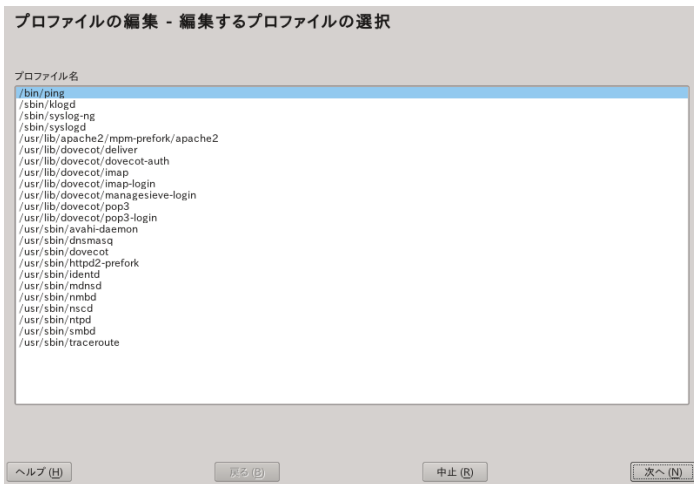 プロファイルの編集 - 編集するプロファイルの選択
プロファイル名
/bin/ping
/sbin/klogd
/sbin/syslog-ng
/sbin/syslogd
/usr/lib/apache2/mpm-prefork/apache2
/usr/lib/dovecot/deliver
/usr/lib/dovecot/dovecot-auth
/usr/lib/dovecot/imap
/usr/lib/dovecot/imap-login
/usr/lib/dovecot/managesieve-login
/usr/lib/dovecot/pop3
/usr/lib/dovecot/pop3-login
/usr/sbin/avahi-daemon
/usr/sbin/dnsmasq
/usr/sbin/dovecot
/usr/sbin/httpd2-prefork
/usr/sbin/identd
/usr/sbin/mdnsd
/usr/sbin/nmbd
/usr/sbin/nscd
/usr/sbin/ntpd
/usr/sbin/smbd
/usr/sbin/traceroute
ヘルプ (H) 戻る (B) 中止 (R) 次へ (N)